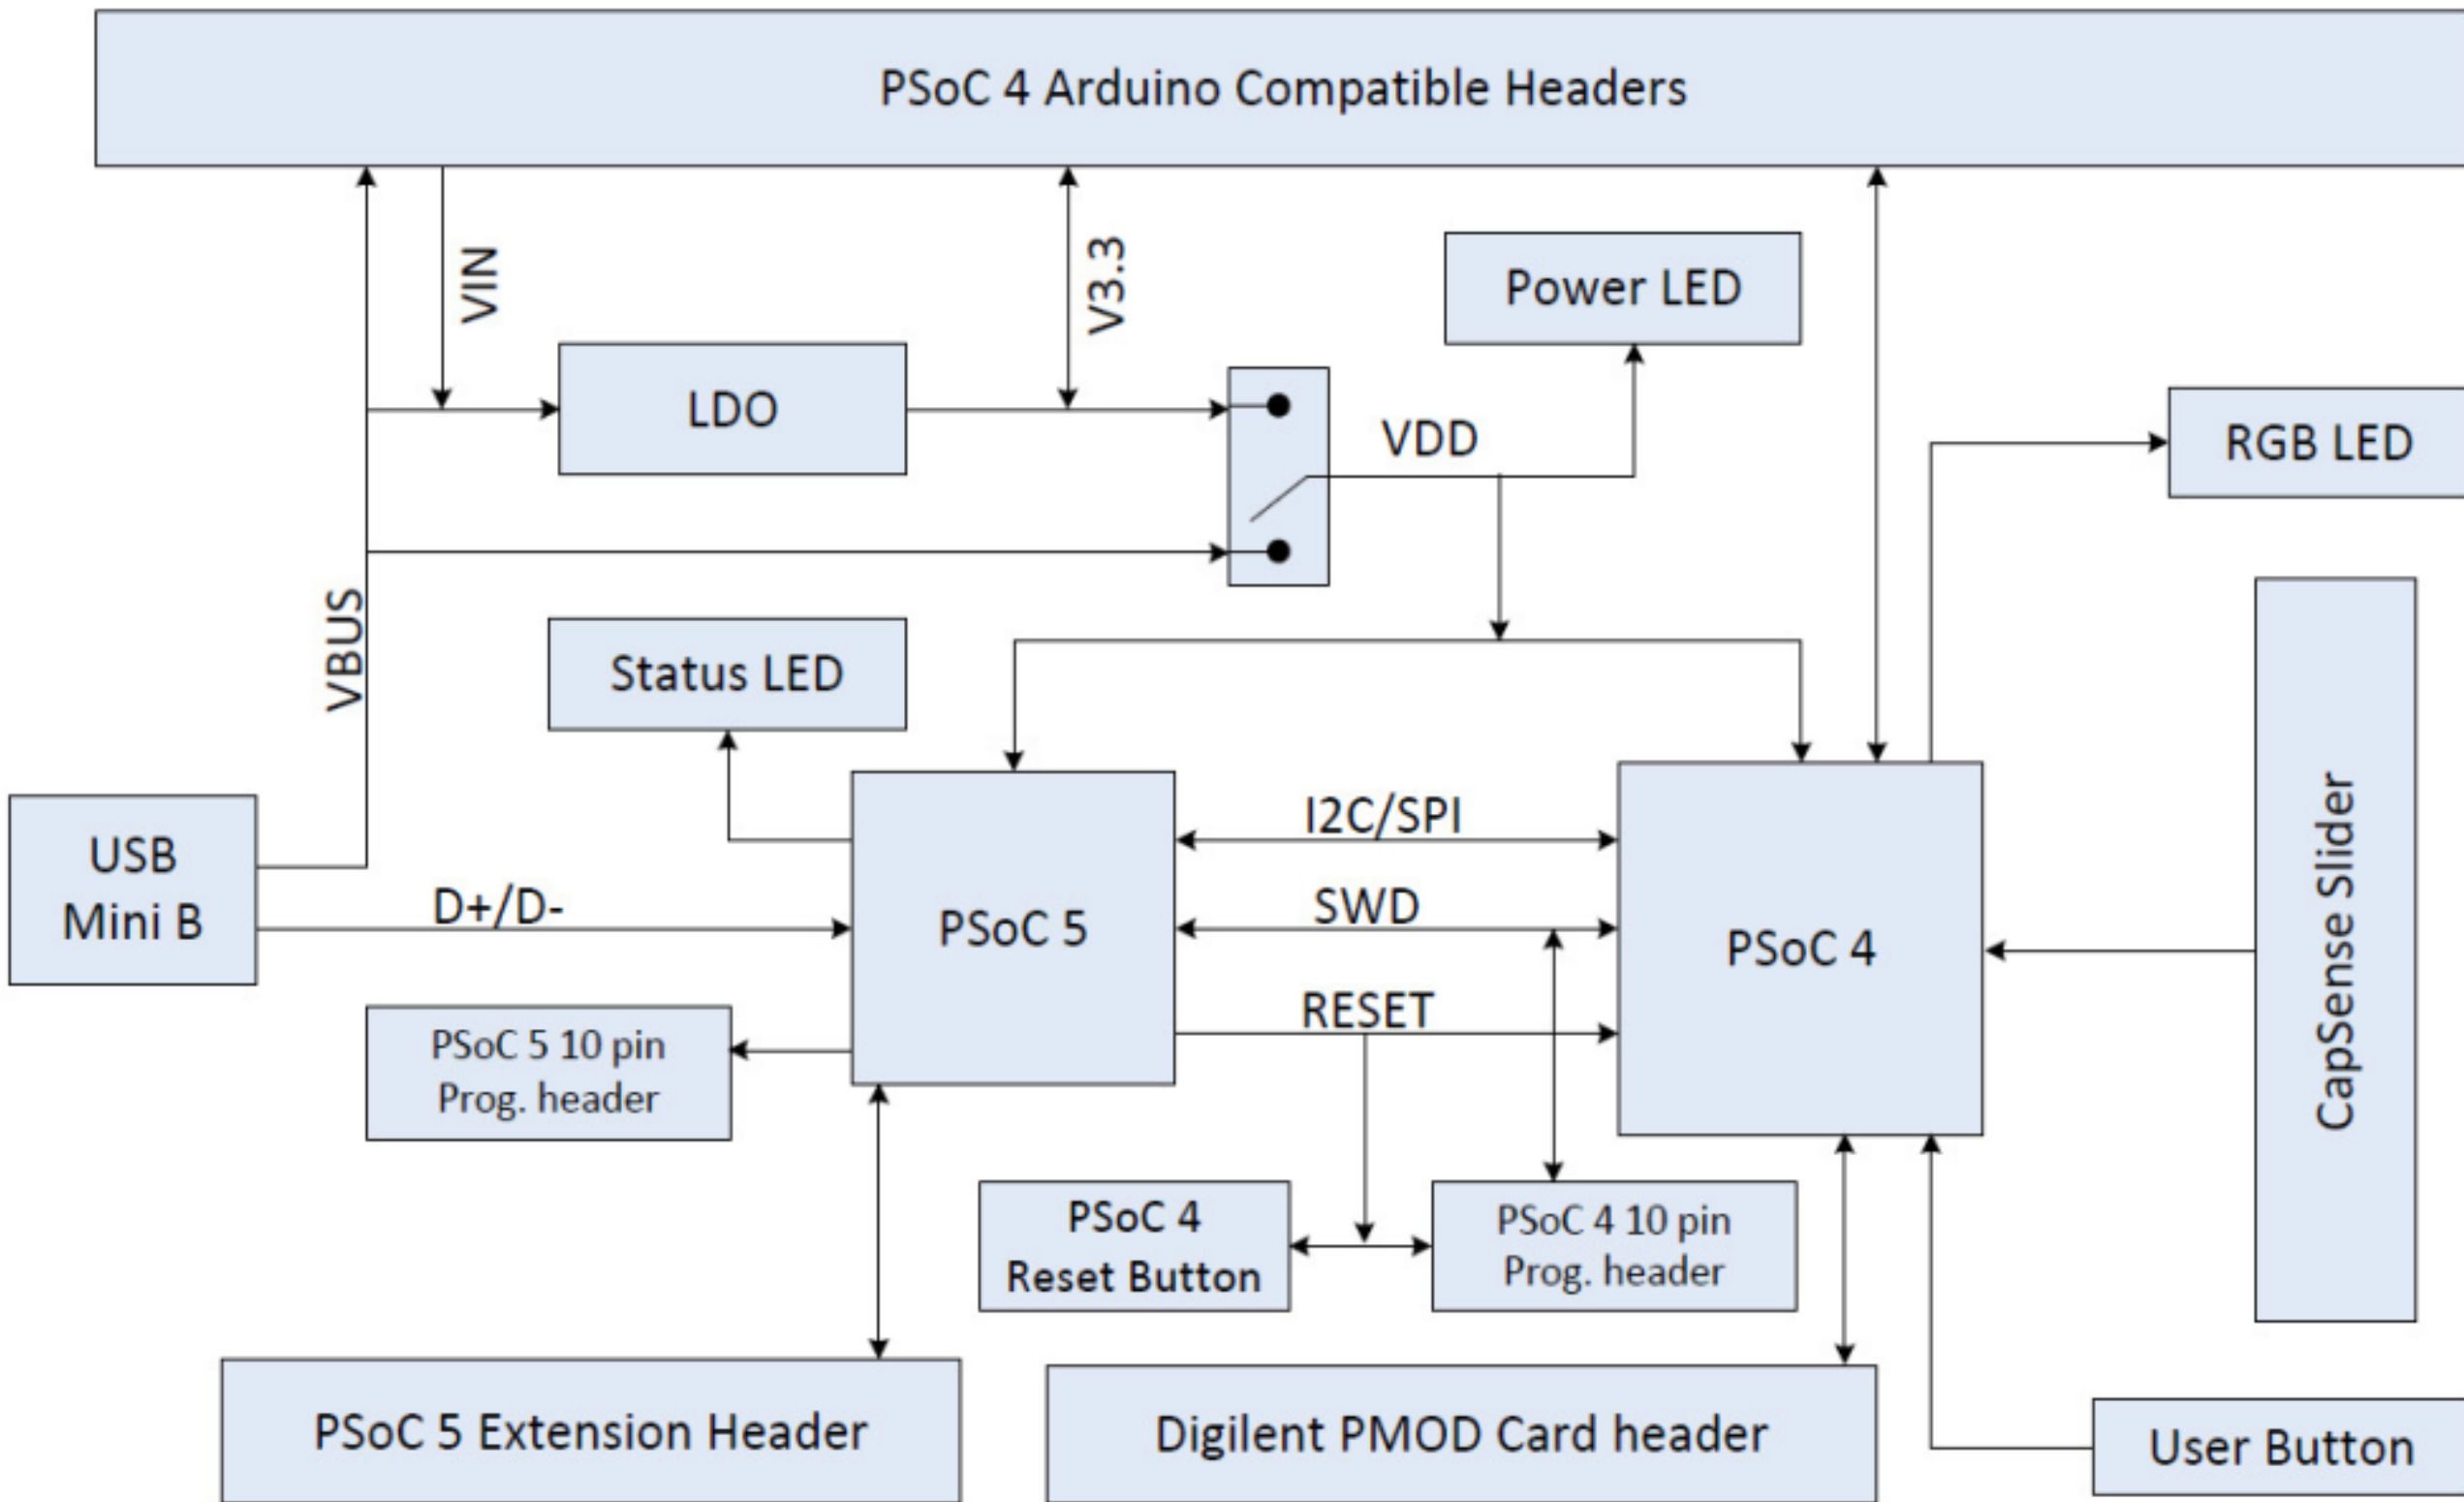 PSoC 4 Arduino Compatible Headers
VIN
V3.3
Power LED
LDO
VDD
RGB LED
VBUS
Status LED
USB
Mini B
D+/D-
PSoC 5
I2C/SPI
SWD
RESET
PSoC 4
CapSense Slider
PSoC 5 10 pin
Prog. header
PSoC 4
Reset Button
PSoC 4 10 pin
Prog. header
PSoC 5 Extension Header
Digilent PMOD Card header
User Button